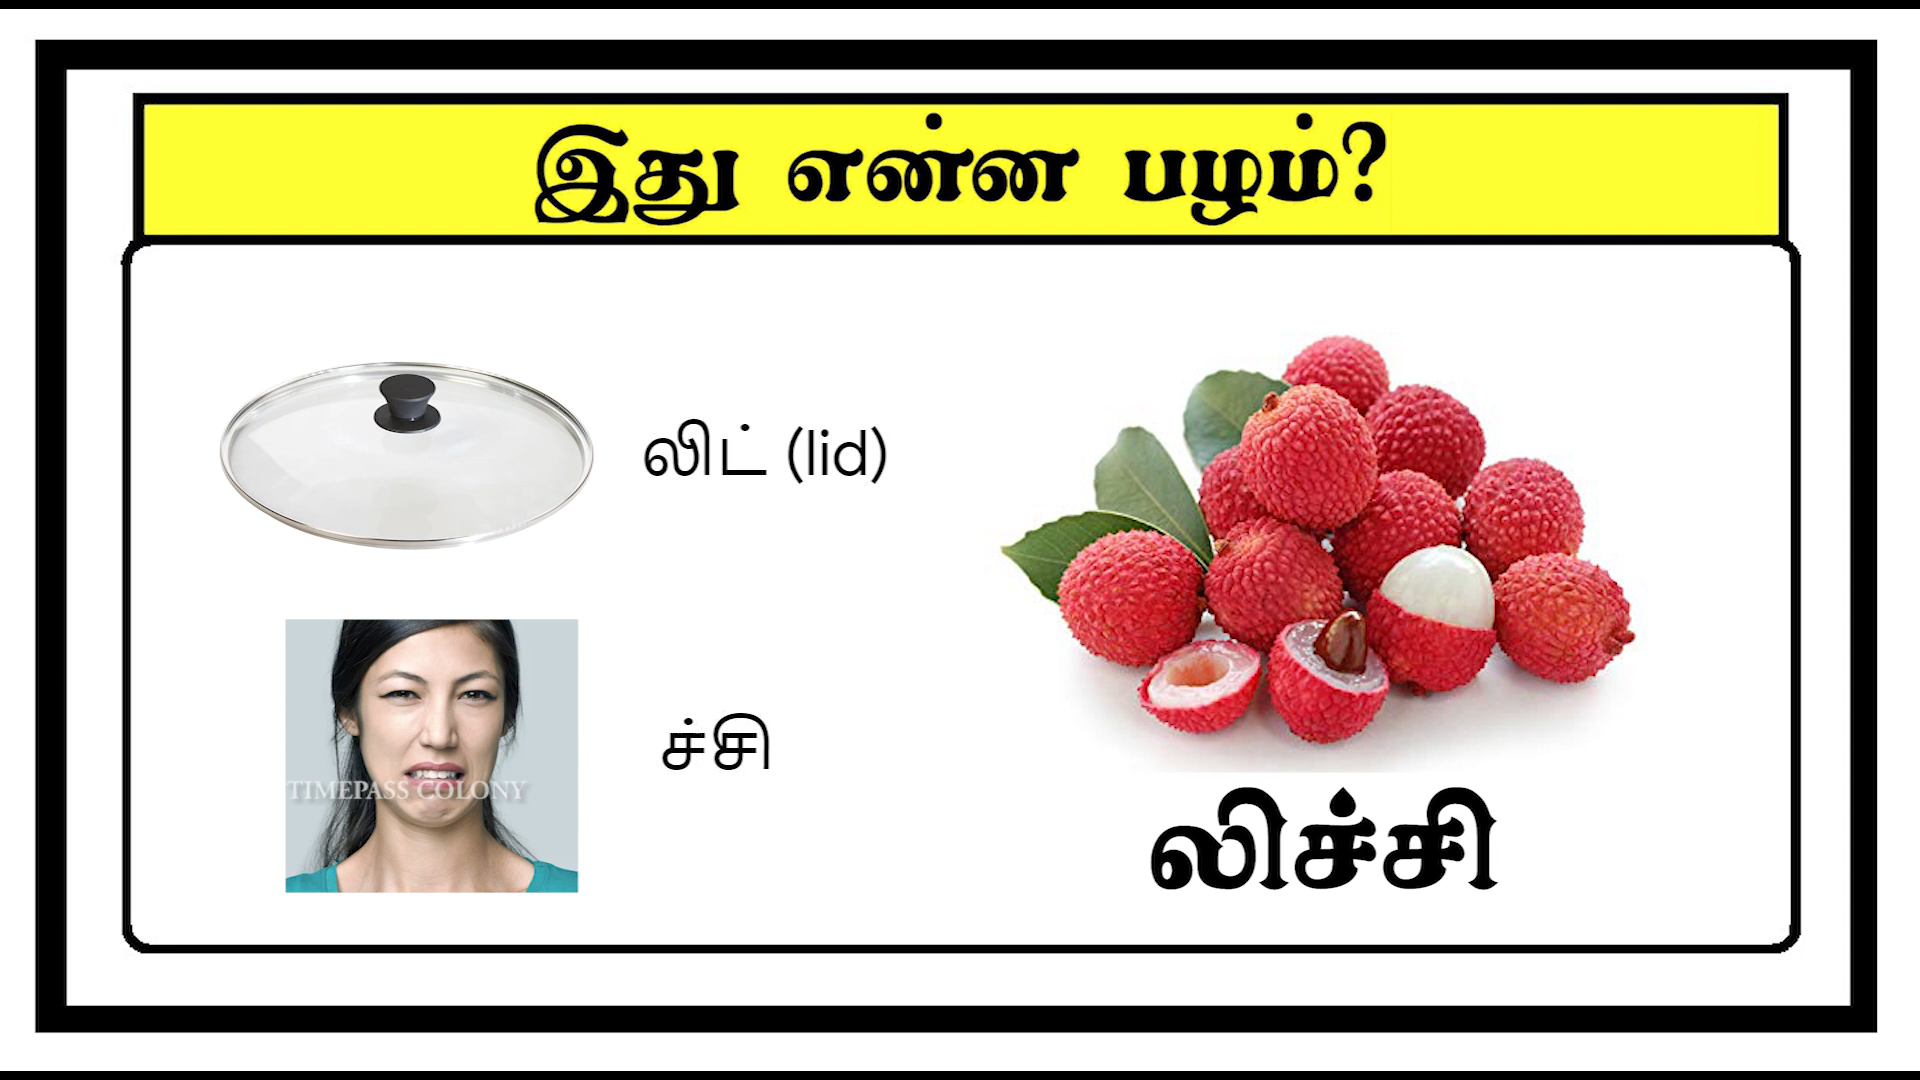 இது என்ன பழம்?
லிட் (lid)
ச்சி
TIMEPASS COLONY
லிச்சி